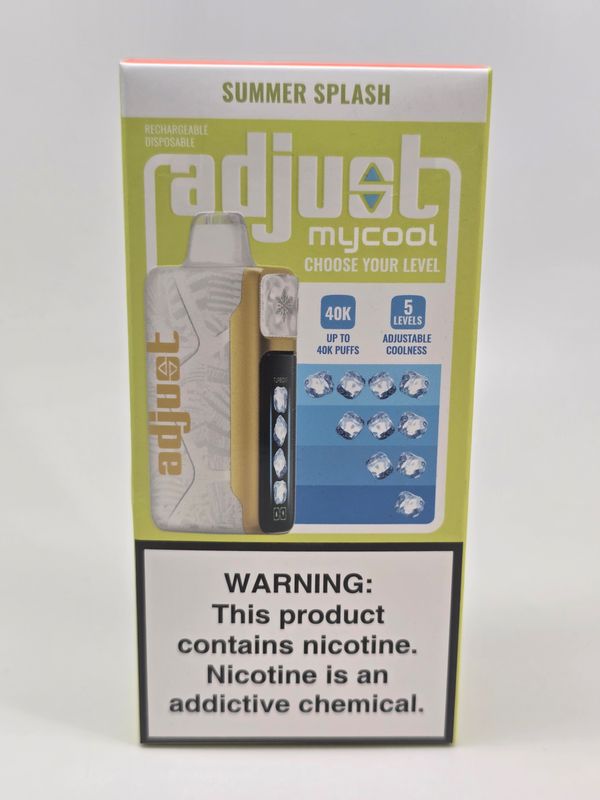 SUMMER SPLASH
RECHARGEABLE
DISPOSABLE
adjust
mycool
CHOOSE YOUR LEVEL
40K
UP TO
40K PUFFS
5
LEVELS
ADJUSTABLE
COOLNESS
adjust
WARNING:
This product
contains nicotine.
Nicotine is an
addictive chemical.